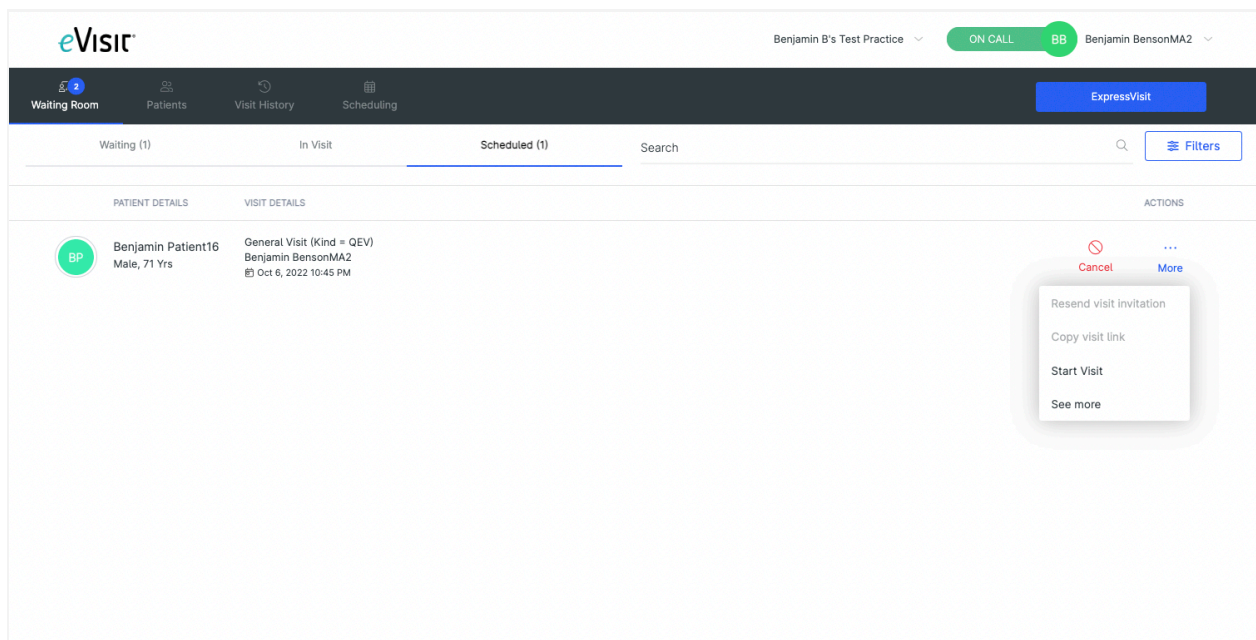 eVisit
Benjamin B's Test Practice
ON CALL
BB
Benjamin BensonMA2
2
Waiting Room
Patients
Visit History
Scheduling
ExpressVisit
Waiting (1)
In Visit
Scheduled (1)
Search
Filters
PATIENT DETAILS
VISIT DETAILS
ACTIONS
BP
Benjamin Patient16
Male, 71 Yrs
General Visit (Kind = QEV)
Benjamin BensonMA2
Oct 6, 2022 10:45 PM
Cancel
More
Resend visit invitation
Copy visit link
Start Visit
See more